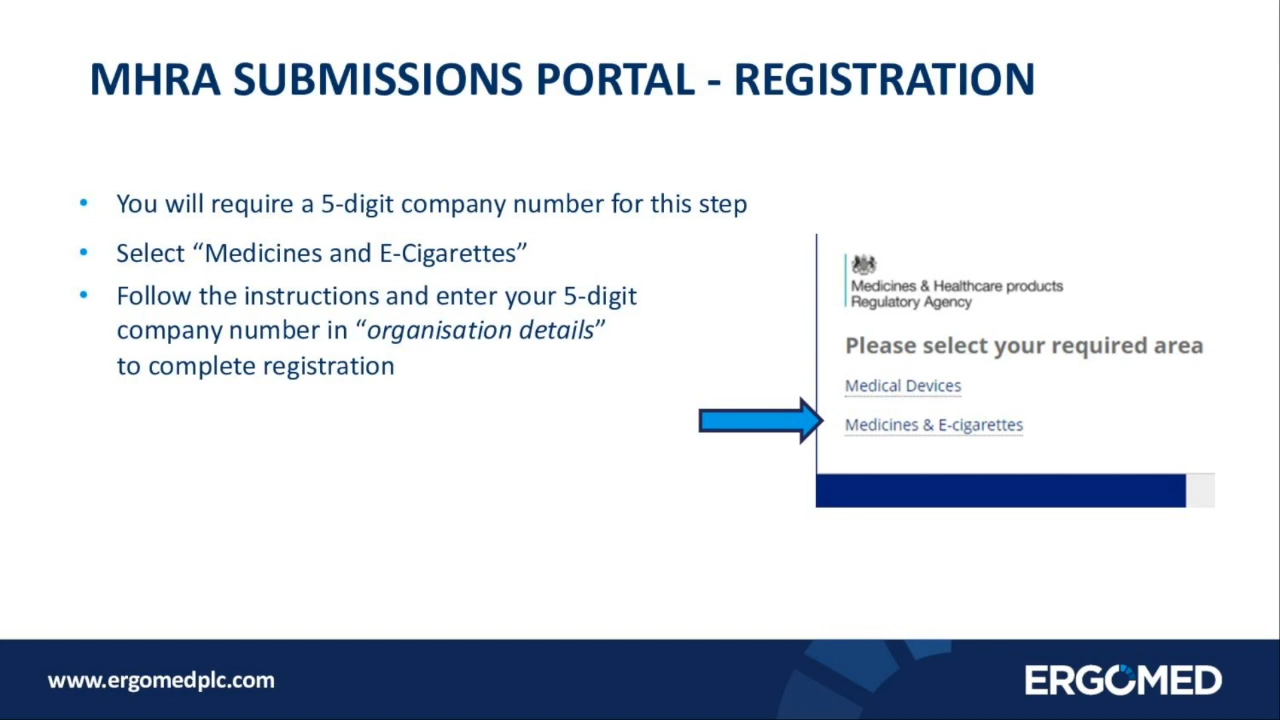 MHRA SUBMISSIONS PORTAL - REGISTRATION
• You will require a 5-digit company number for this step
• Select “Medicines and E-Cigarettes”
• Follow the instructions and enter your 5-digit
company number in “organisation details”
to complete registration
Medicines & Healthcare products
Regulatory Agency
Please select your required area
Medical Devices
Medicines & E-cigarettes
www.ergomedplc.com
ERGOMED